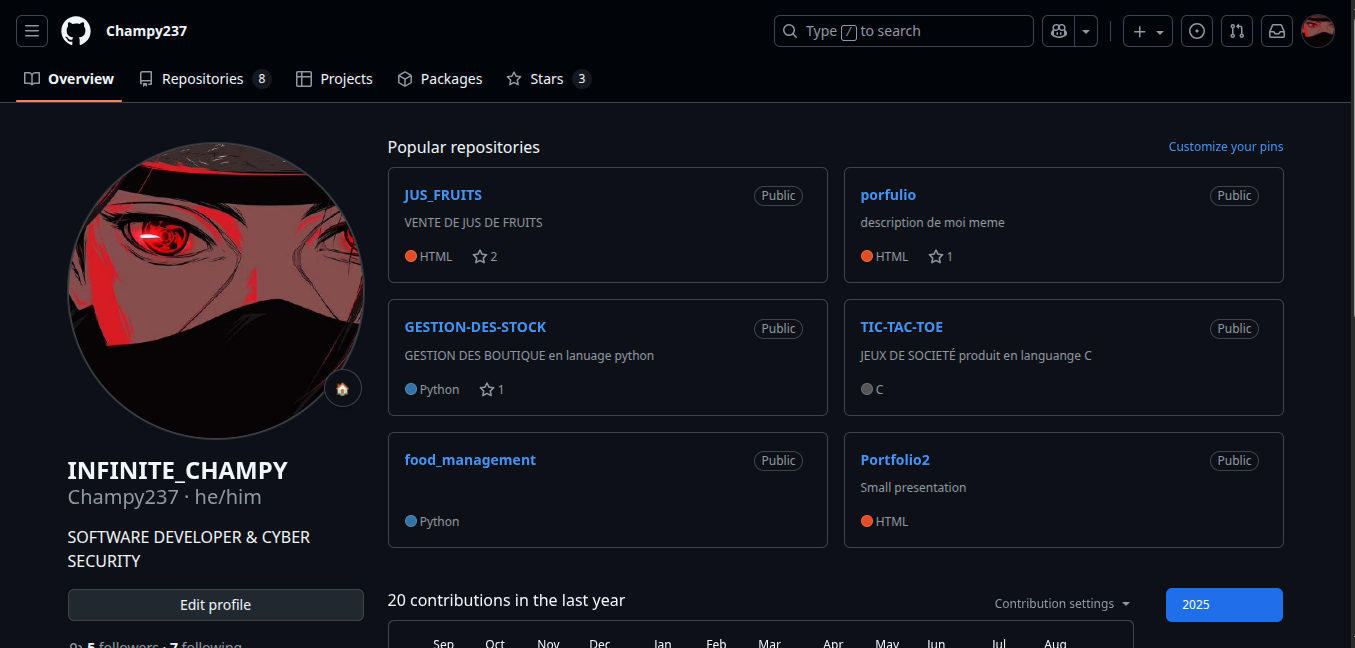 Champy237
Type / to search
Overview
Repositories 8
Projects
Packages
Stars 3
INFINITE_CHAMPY
Champy237 · he/him
SOFTWARE DEVELOPER & CYBER
SECURITY
Edit profile
5 followers · 7 following
Popular repositories
Customize your pins
JUS_FRUITS
Public
VENTE DE JUS DE FRUITS
HTML
2
porfulio
Public
description de moi meme
HTML
1
GESTION-DES-STOCK
Public
GESTION DES BOUTIQUE en lanuage python
Python
1
TIC-TAC-TOE
Public
JEUX DE SOCIETÉ produit en languange C
C
food_management
Public
Python
Portfolio2
Public
Small presentation
HTML
20 contributions in the last year
Contribution settings
2025
Sep Oct Nov Dec Jan Feb Mar Apr May Jun Jul Aug